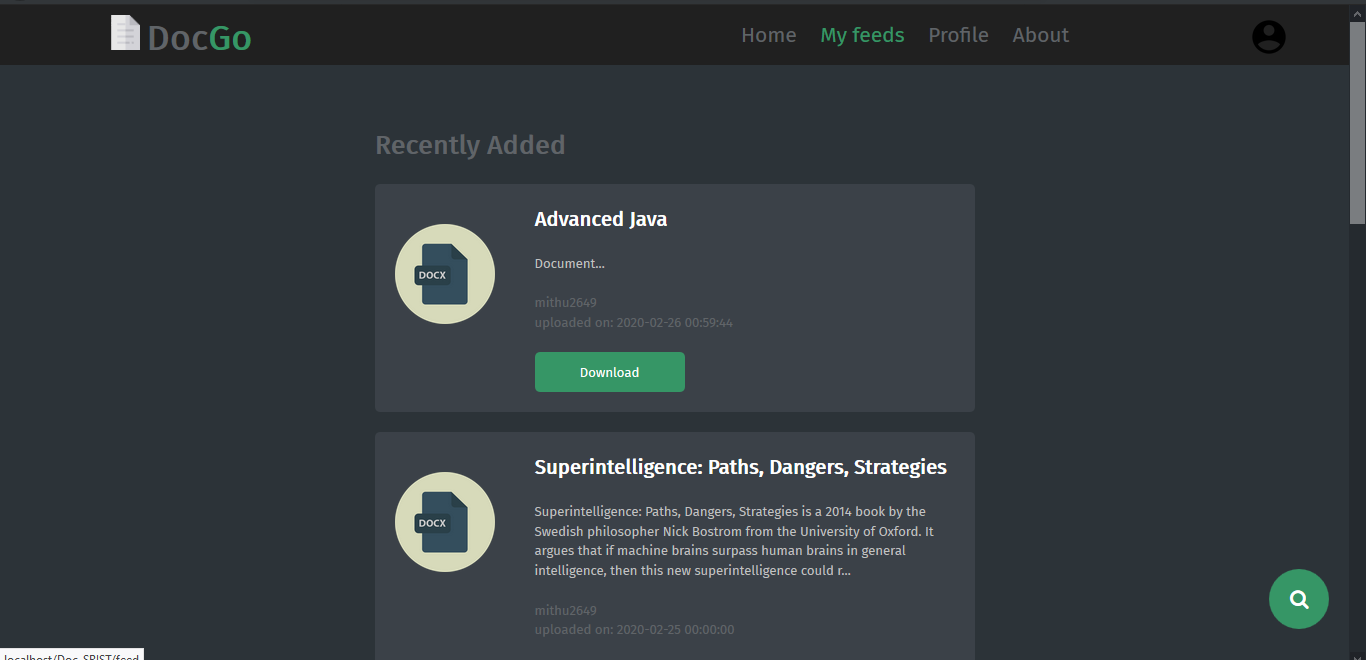 DocGo
Home My feeds Profile About
Recently Added
Advanced Java
DOCX
Document...
mithu2649
uploaded on: 2020-02-26 00:59:44
Download
Superintelligence: Paths, Dangers, Strategies
DOCX
Superintelligence: Paths, Dangers, Strategies is a 2014 book by the
Swedish philosopher Nick Bostrom from the University of Oxford. It
argues that if machine brains surpass human brains in general
intelligence, then this new superintelligence could r...
mithu2649
uploaded on: 2020-02-25 00:00:00